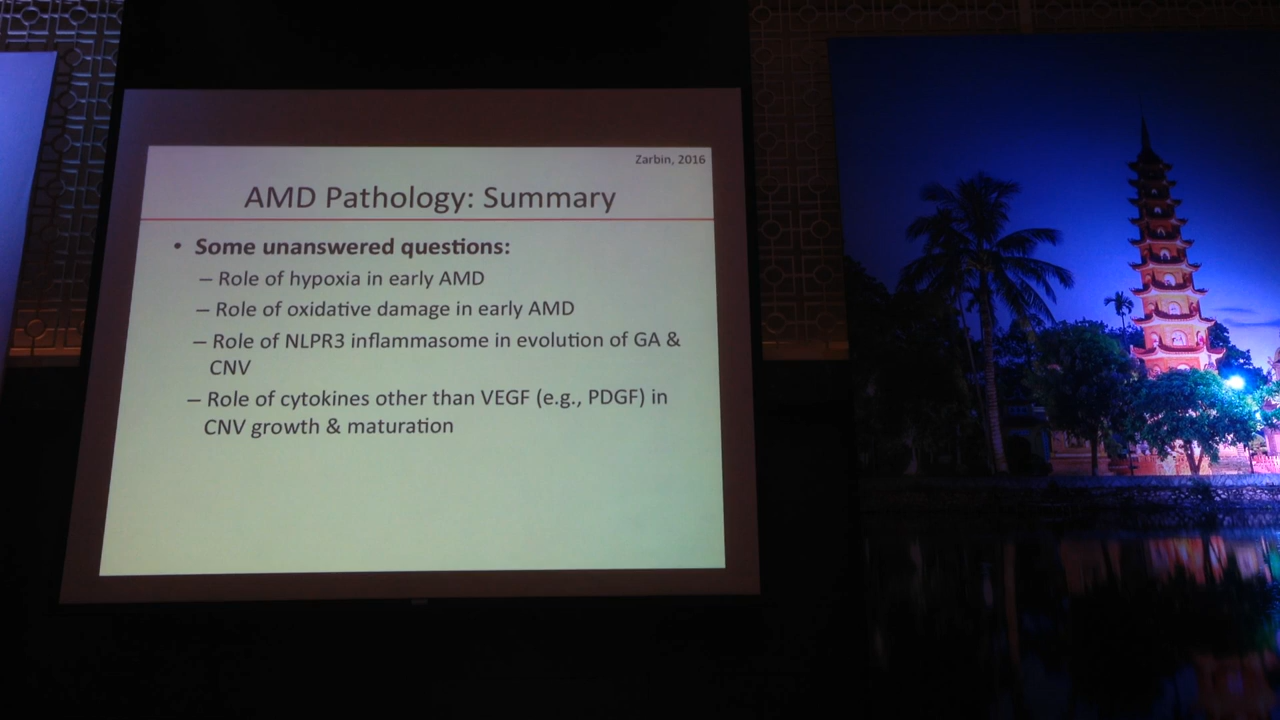 Zarbin, 2016
AMD Pathology: Summary
• Some unanswered questions:
– Role of hypoxia in early AMD
– Role of oxidative damage in early AMD
– Role of NLPR3 inflammasome in evolution of GA &
CNV
– Role of cytokines other than VEGF (e.g., PDGF) in
CNV growth & maturation